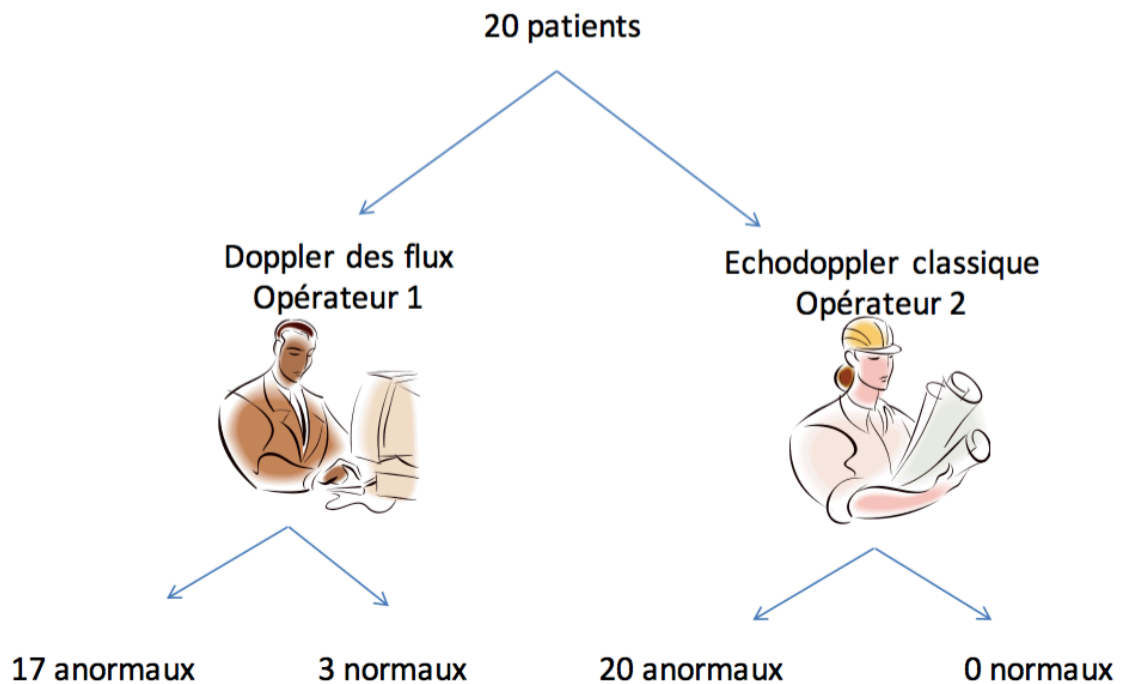 20 patients
Doppler des flux
Opérateur 1
Echodoppler classique
Opérateur 2
17 anormaux
3 normaux
20 anormaux
0 normaux